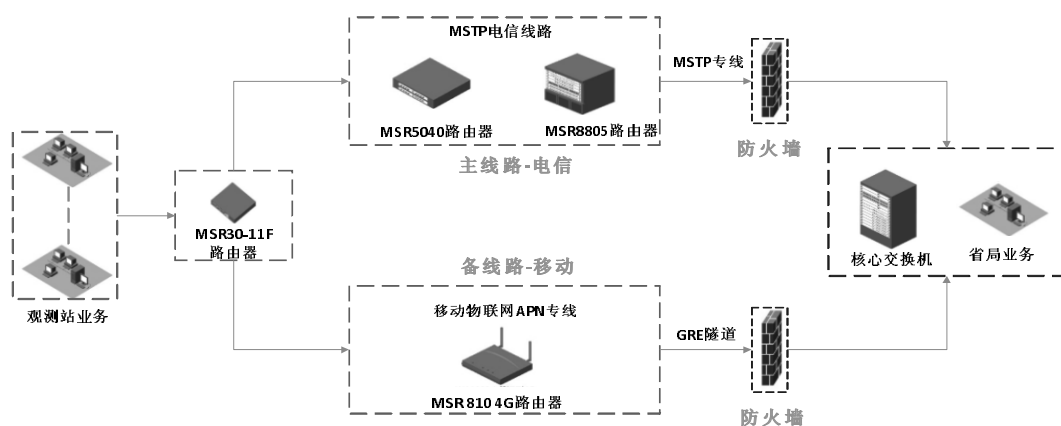 MSTP电信线路
MSR5040路由器
MSR8805路由器
主线路-电信
MSTP专线
防火墙
观测站业务
MSR30-11F
路由器
核心交换机
省局业务
备线路-移动
移动物联网APN专线
MSR 810 4G路由器
GRE隧道
防火墙